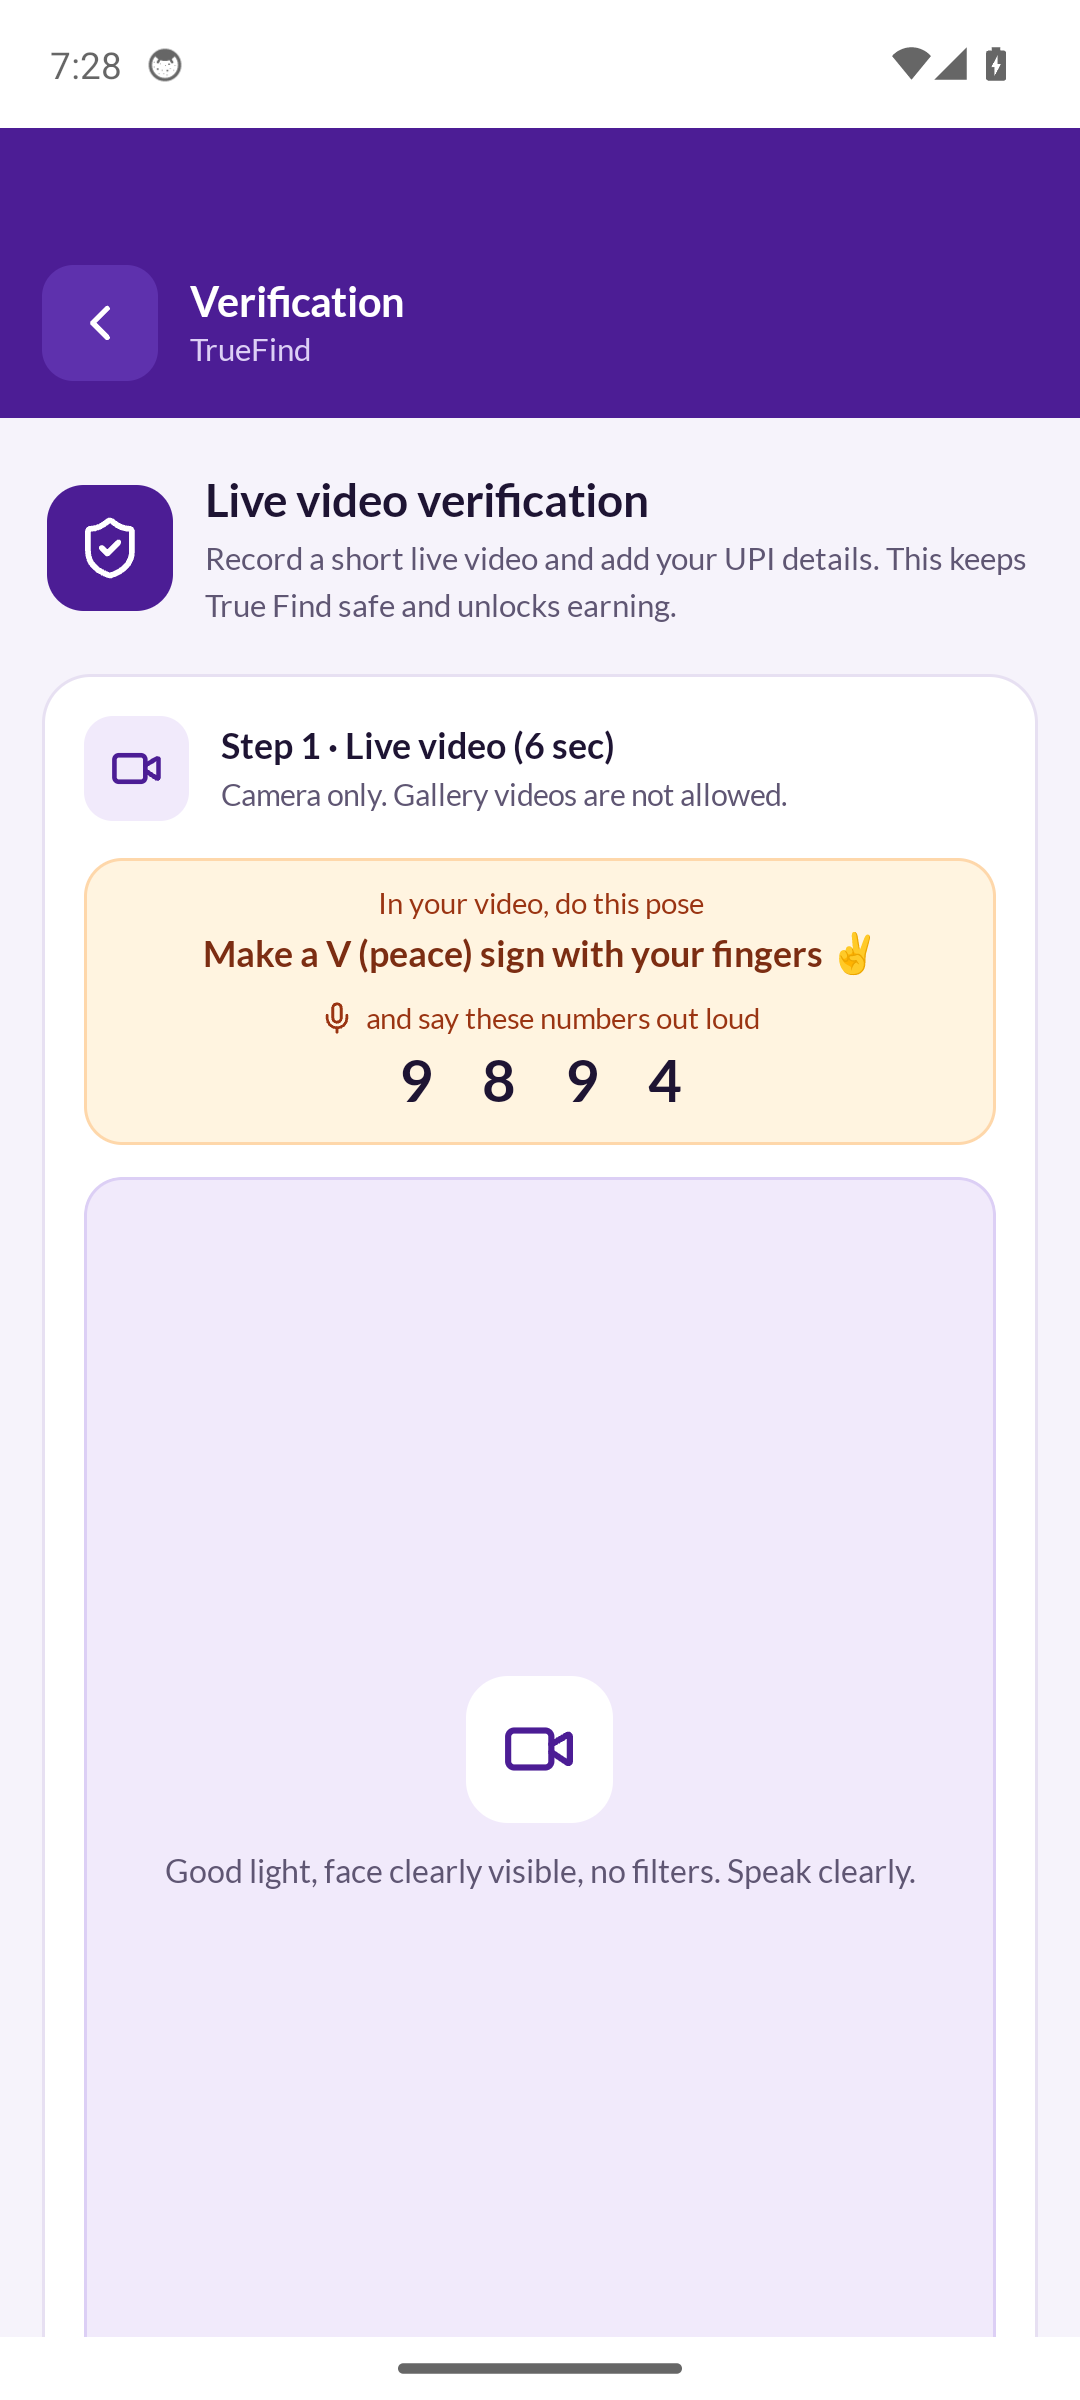 7:28
Verification
TrueFind
Live video verification
Record a short live video and add your UPI details. This keeps
True Find safe and unlocks earning.
Step 1 · Live video (6 sec)
Camera only. Gallery videos are not allowed.
In your video, do this pose
Make a V (peace) sign with your fingers ✌️
and say these numbers out loud
9 8 9 4
Good light, face clearly visible, no filters. Speak clearly.